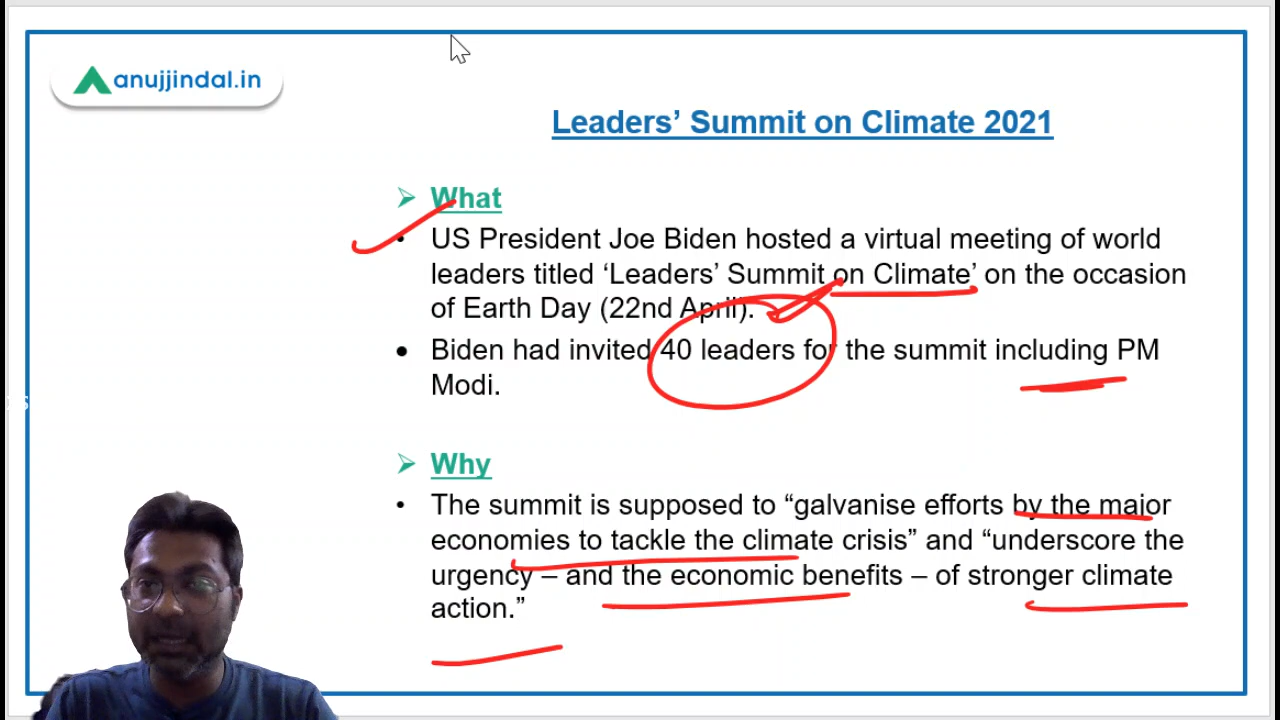 anujjindal.in
Leaders’ Summit on Climate 2021
What
US President Joe Biden hosted a virtual meeting of world
leaders titled ‘Leaders’ Summit on Climate’ on the occasion
of Earth Day (22nd April).
Biden had invited 40 leaders for the summit including PM
Modi.
Why
The summit is supposed to “galvanise efforts by the major
economies to tackle the climate crisis” and “underscore the
urgency – and the economic benefits – of stronger climate
action.”